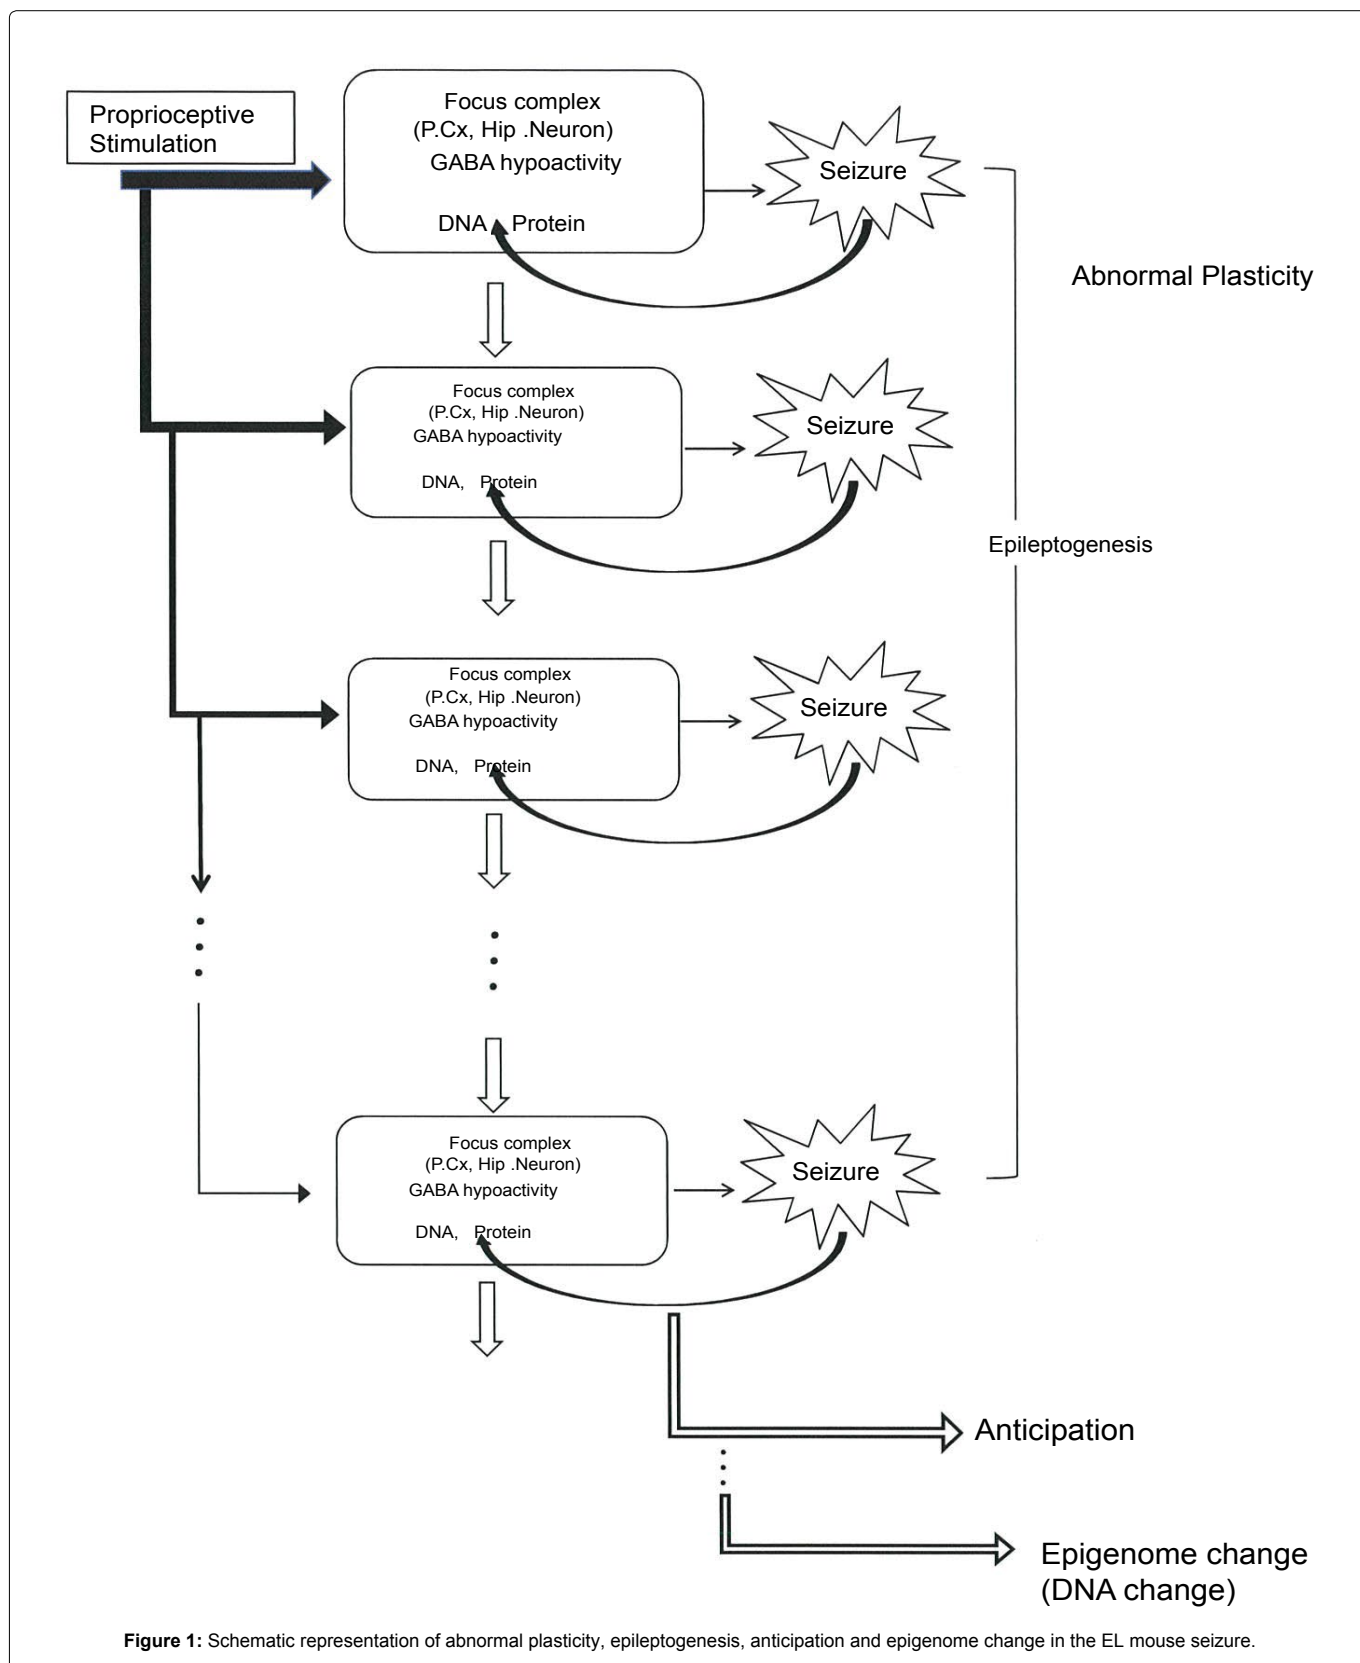 Proprioceptive
Stimulation
Focus complex
(P.Cx, Hip .Neuron)
GABA hypoactivity
DNA Protein
Seizure
Abnormal Plasticity
Focus complex
(P.Cx, Hip .Neuron)
GABA hypoactivity
DNA, Protein
Seizure
Epileptogenesis
Focus complex
(P.Cx, Hip .Neuron)
GABA hypoactivity
DNA, Protein
Seizure
Focus complex
(P.Cx, Hip .Neuron)
GABA hypoactivity
DNA, Protein
Seizure
Anticipation
Epigenome change
(DNA change)
Figure 1: Schematic representation of abnormal plasticity, epileptogenesis, anticipation and epigenome change in the EL mouse seizure.